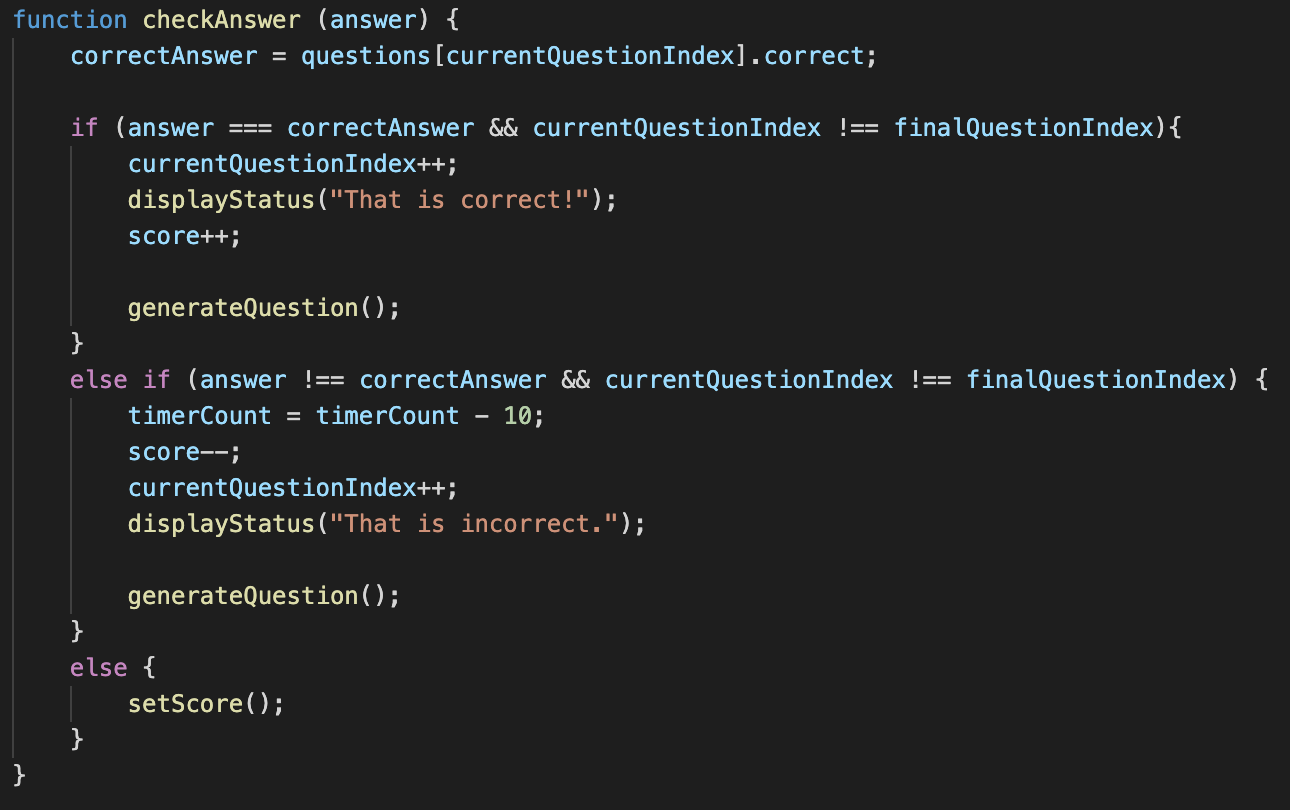 function checkAnswer (answer) {
    correctAnswer = questions[currentQuestionIndex].correct;

    if (answer === correctAnswer && currentQuestionIndex !== finalQuestionIndex){
        currentQuestionIndex++;
        displayStatus("That is correct!");
        score++;

        generateQuestion();
    }
    else if (answer !== correctAnswer && currentQuestionIndex !== finalQuestionIndex) {
        timerCount = timerCount - 10;
        score--;
        currentQuestionIndex++;
        displayStatus("That is incorrect.");

        generateQuestion();
    }
    else {
        setScore();
    }
}